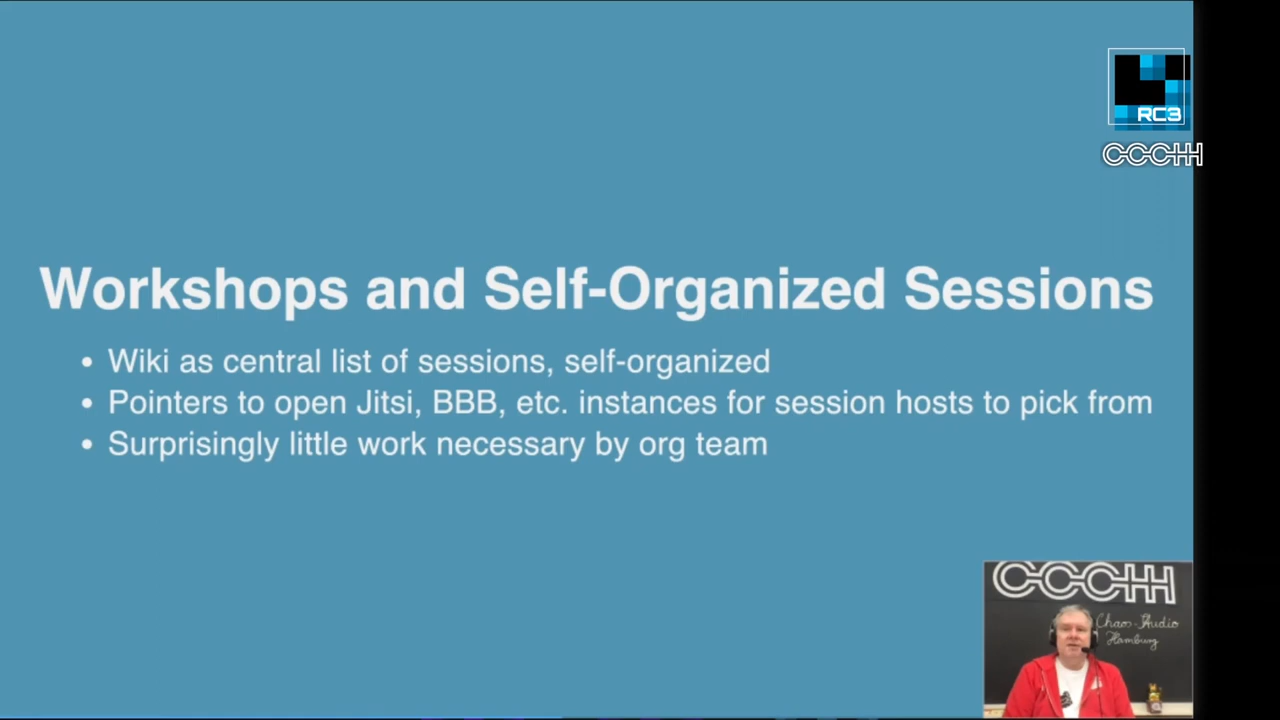 RC3
CCCHH
Workshops and Self-Organized Sessions
• Wiki as central list of sessions, self-organized
• Pointers to open Jitsi, BBB, etc. instances for session hosts to pick from
• Surprisingly little work necessary by org team
CCCHH
Chaos-Audio
Hamburg